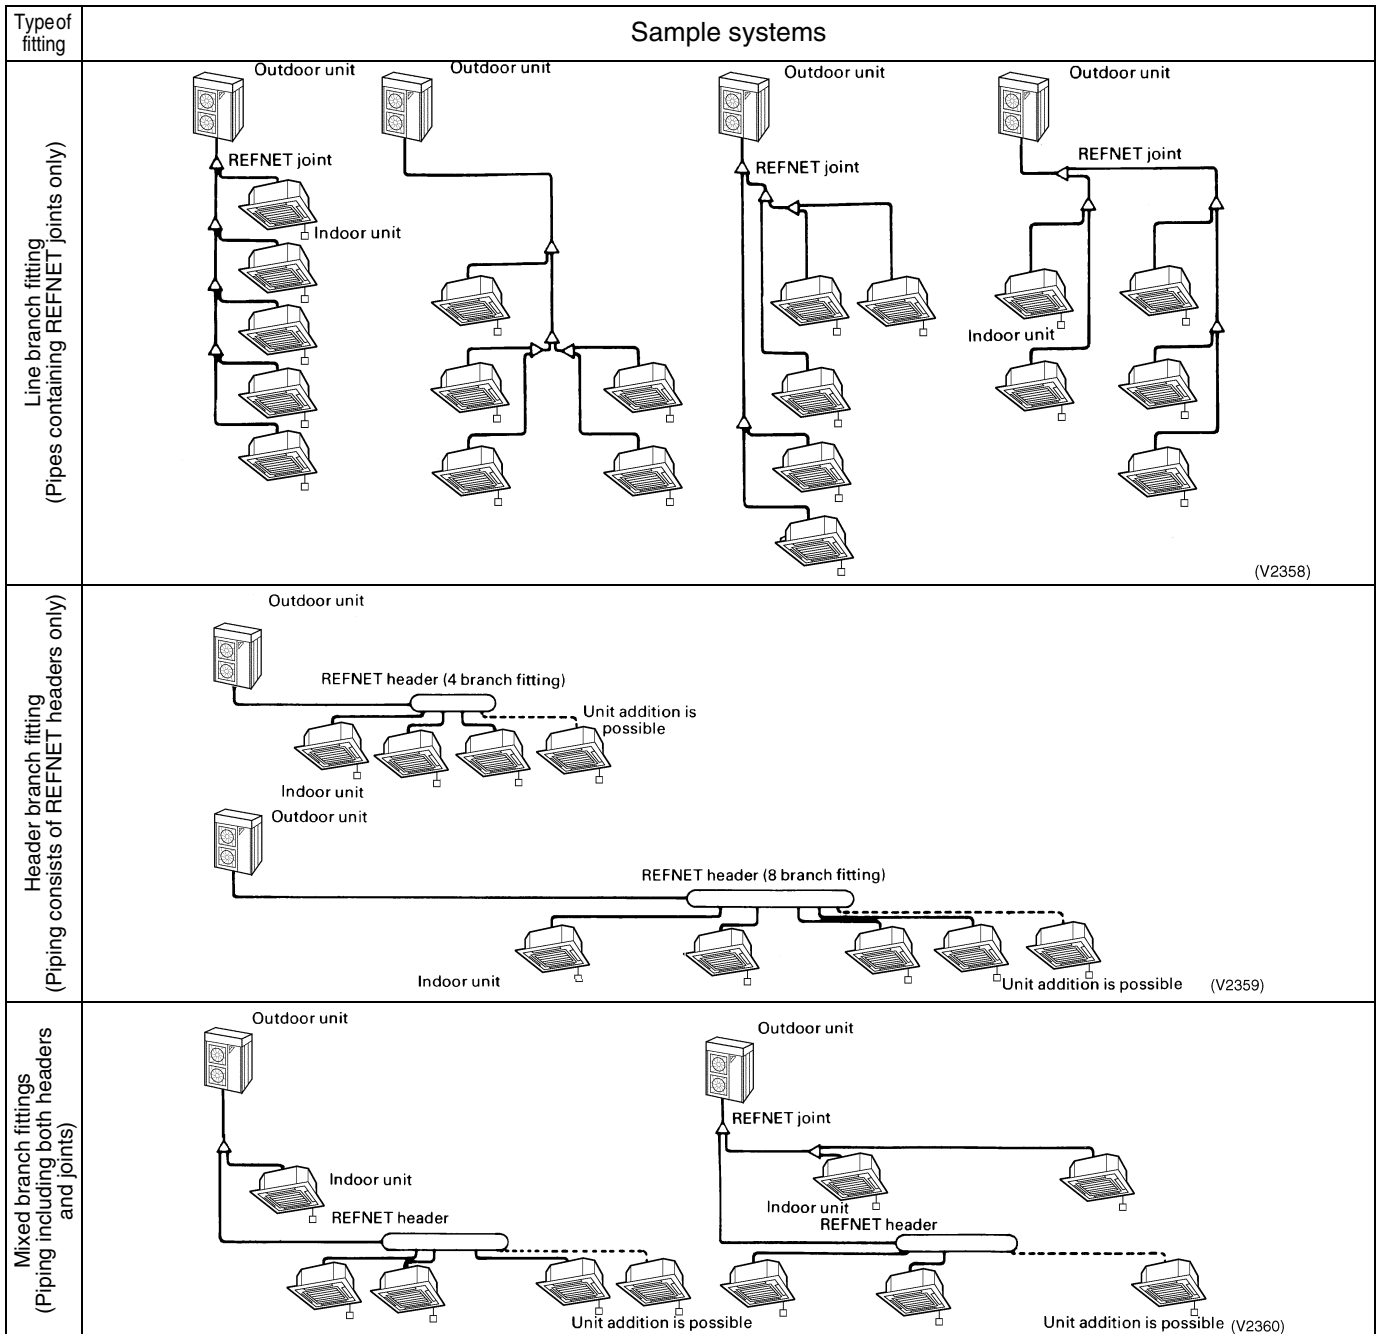 Type of
fitting
Sample systems
Line branch fitting
(Pipes containing REFNET joints only)
Outdoor unit
Outdoor unit
Outdoor unit
Outdoor unit
REFNET joint
REFNET joint
REFNET joint
Indoor unit
Indoor unit
(V2358)
Header branch fitting
(Piping consists of REFNET headers only)
Outdoor unit
REFNET header (4 branch fitting)
Unit addition is
possible
Indoor unit
Outdoor unit
REFNET header (8 branch fitting)
Indoor unit
Unit addition is possible
(V2359)
Mixed branch fittings
(Piping including both headers
and joints)
Outdoor unit
Indoor unit
REFNET header
Unit addition is possible
Outdoor unit
REFNET joint
Indoor unit
REFNET header
Unit addition is possible
(V2360)